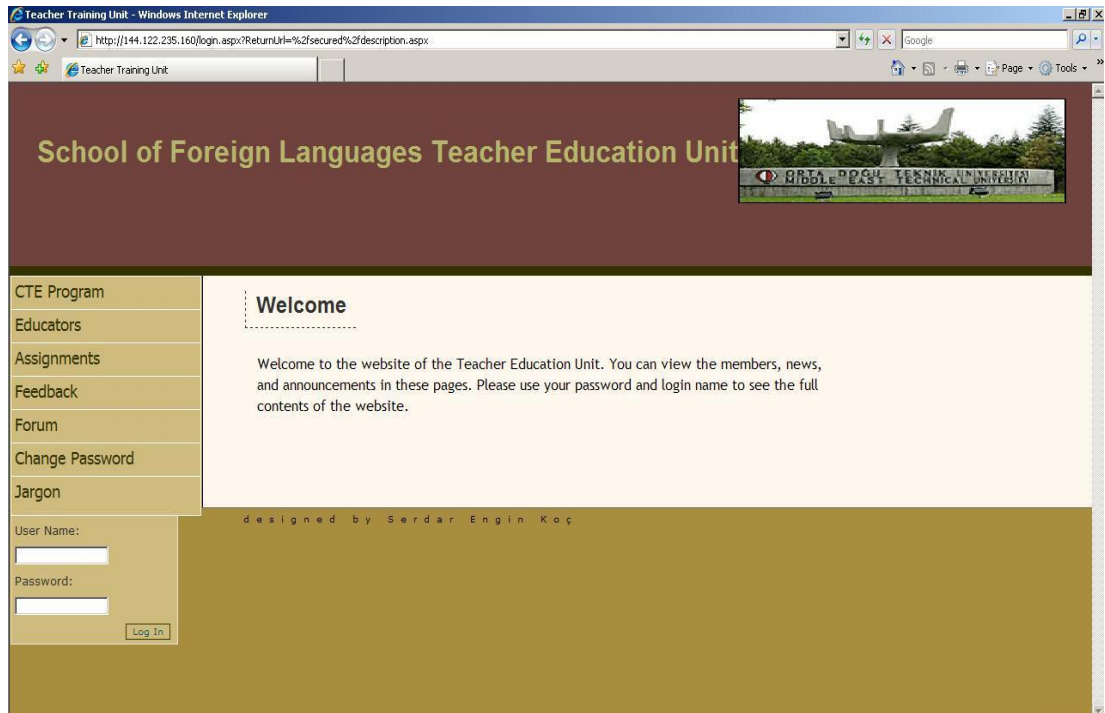 Teacher Training Unit - Windows Internet Explorer
http://144.122.235.160/login.aspx?ReturnUrl=%2fsecured%2fdescription.aspx
Google
Teacher Training Unit
Page
Tools
School of Foreign Languages Teacher Education Unit
ORTA DOĞU TEKNIK UNIVERSITESI
MIDDLE EAST TECHNICAL UNIVERSITY
CTE Program
Educators
Assignments
Feedback
Forum
Change Password
Jargon
User Name:
Password:
Log In
Welcome
Welcome to the website of the Teacher Education Unit. You can view the members, news,
and announcements in these pages. Please use your password and login name to see the full
contents of the website.
designed by Serdar Engin Koç